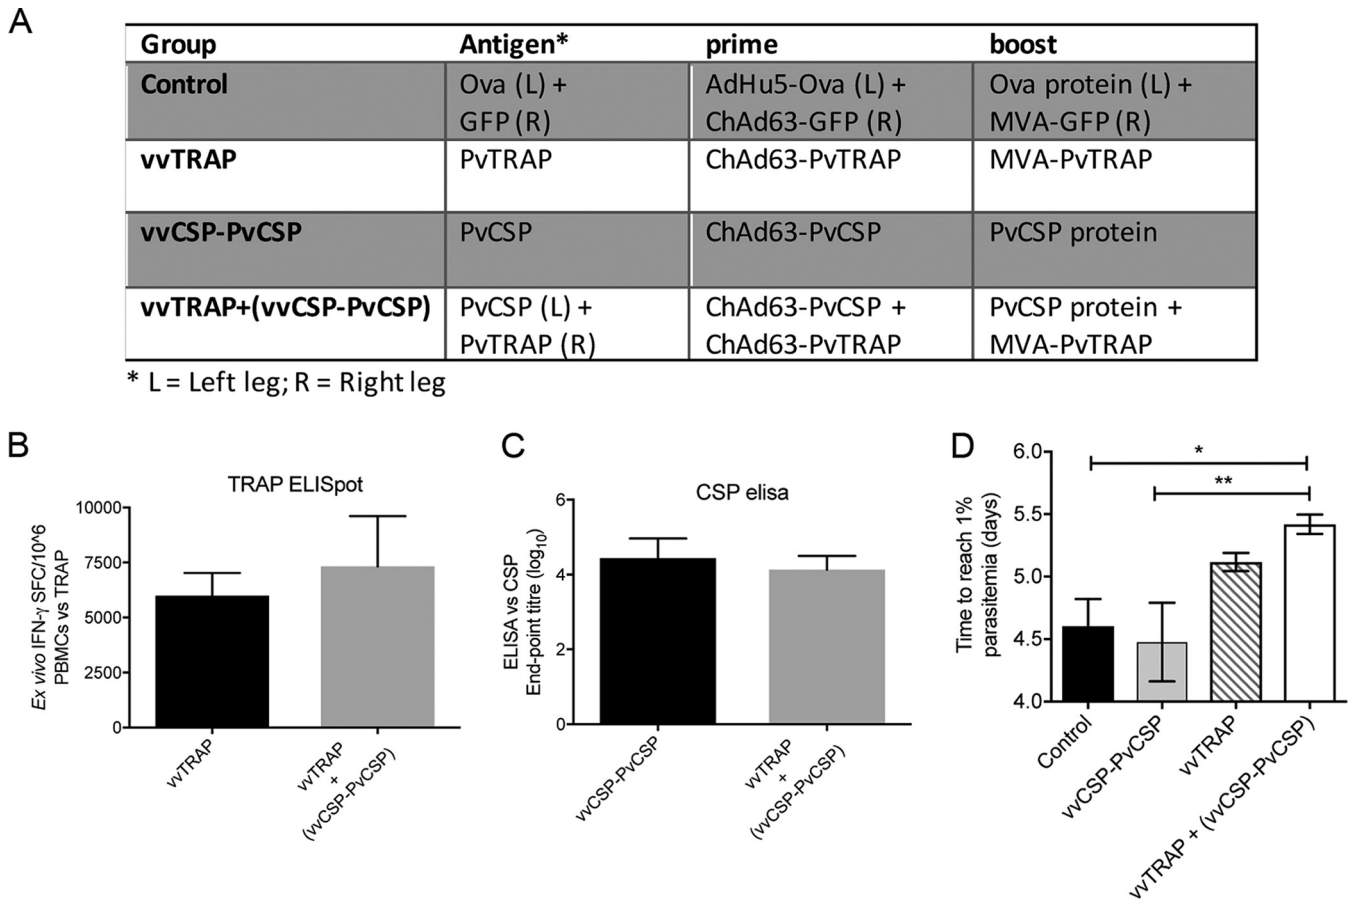 A
Group Antigen* prime boost
Control Ova (L) + AdHu5-Ova (L) + Ova protein (L) +
GFP (R) ChAd63-GFP (R) MVA-GFP (R)
vvTRAP PvTRAP ChAd63-PvTRAP MVA-PvTRAP
vvCSP-PvCSP PvCSP ChAd63-PvCSP PvCSP protein
vvTRAP+(vvCSP-PvCSP) PvCSP (L) + ChAd63-PvCSP + PvCSP protein +
PvTRAP (R) ChAd63-PvTRAP MVA-PvTRAP
* L = Left leg; R = Right leg
B
TRAP ELISpot
Ex vivo IFN-γ SFC/10^6
PBMCs vs TRAP
10000
7500
5000
2500
0
vvTRAP
vvTRAP
+
(vvCSP-PvCSP)
C
CSP elisa
ELISA vs CSP
End-point titre (log10)
6
4
2
0
vvCSP-PvCSP
vvTRAP
+
(vvCSP-PvCSP)
D
Time to reach 1%
parasitemia (days)
6.0
5.5
5.0
4.5
4.0
*
**
Control
vvCSP-PvCSP
vvTRAP
vvTRAP + (vvCSP-PvCSP)